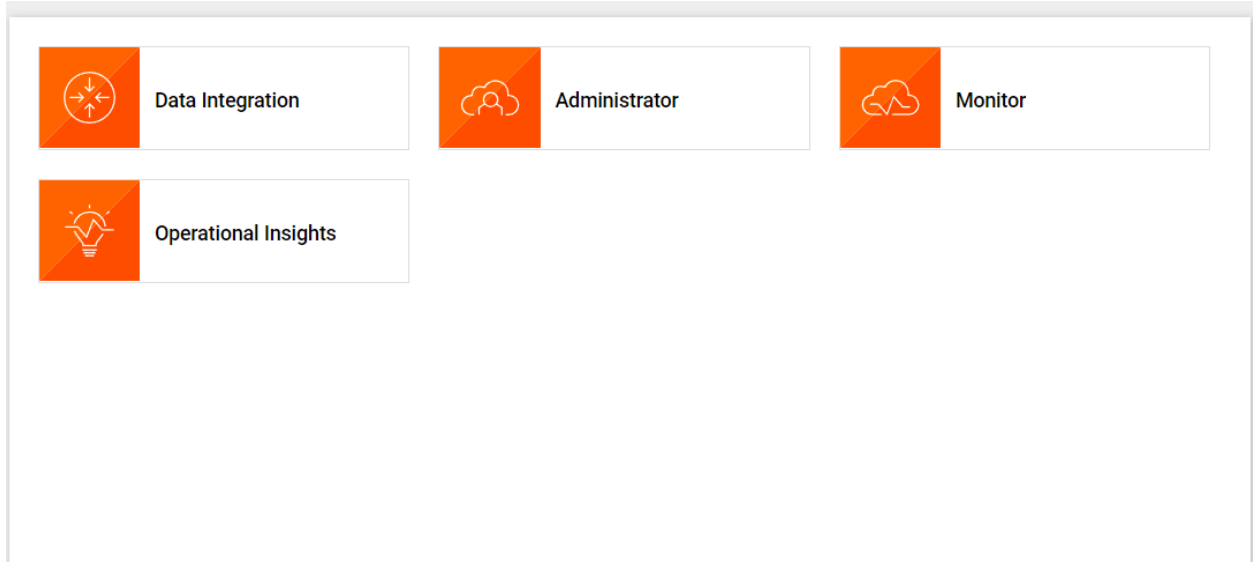 Data Integration
Administrator
Monitor
Operational Insights